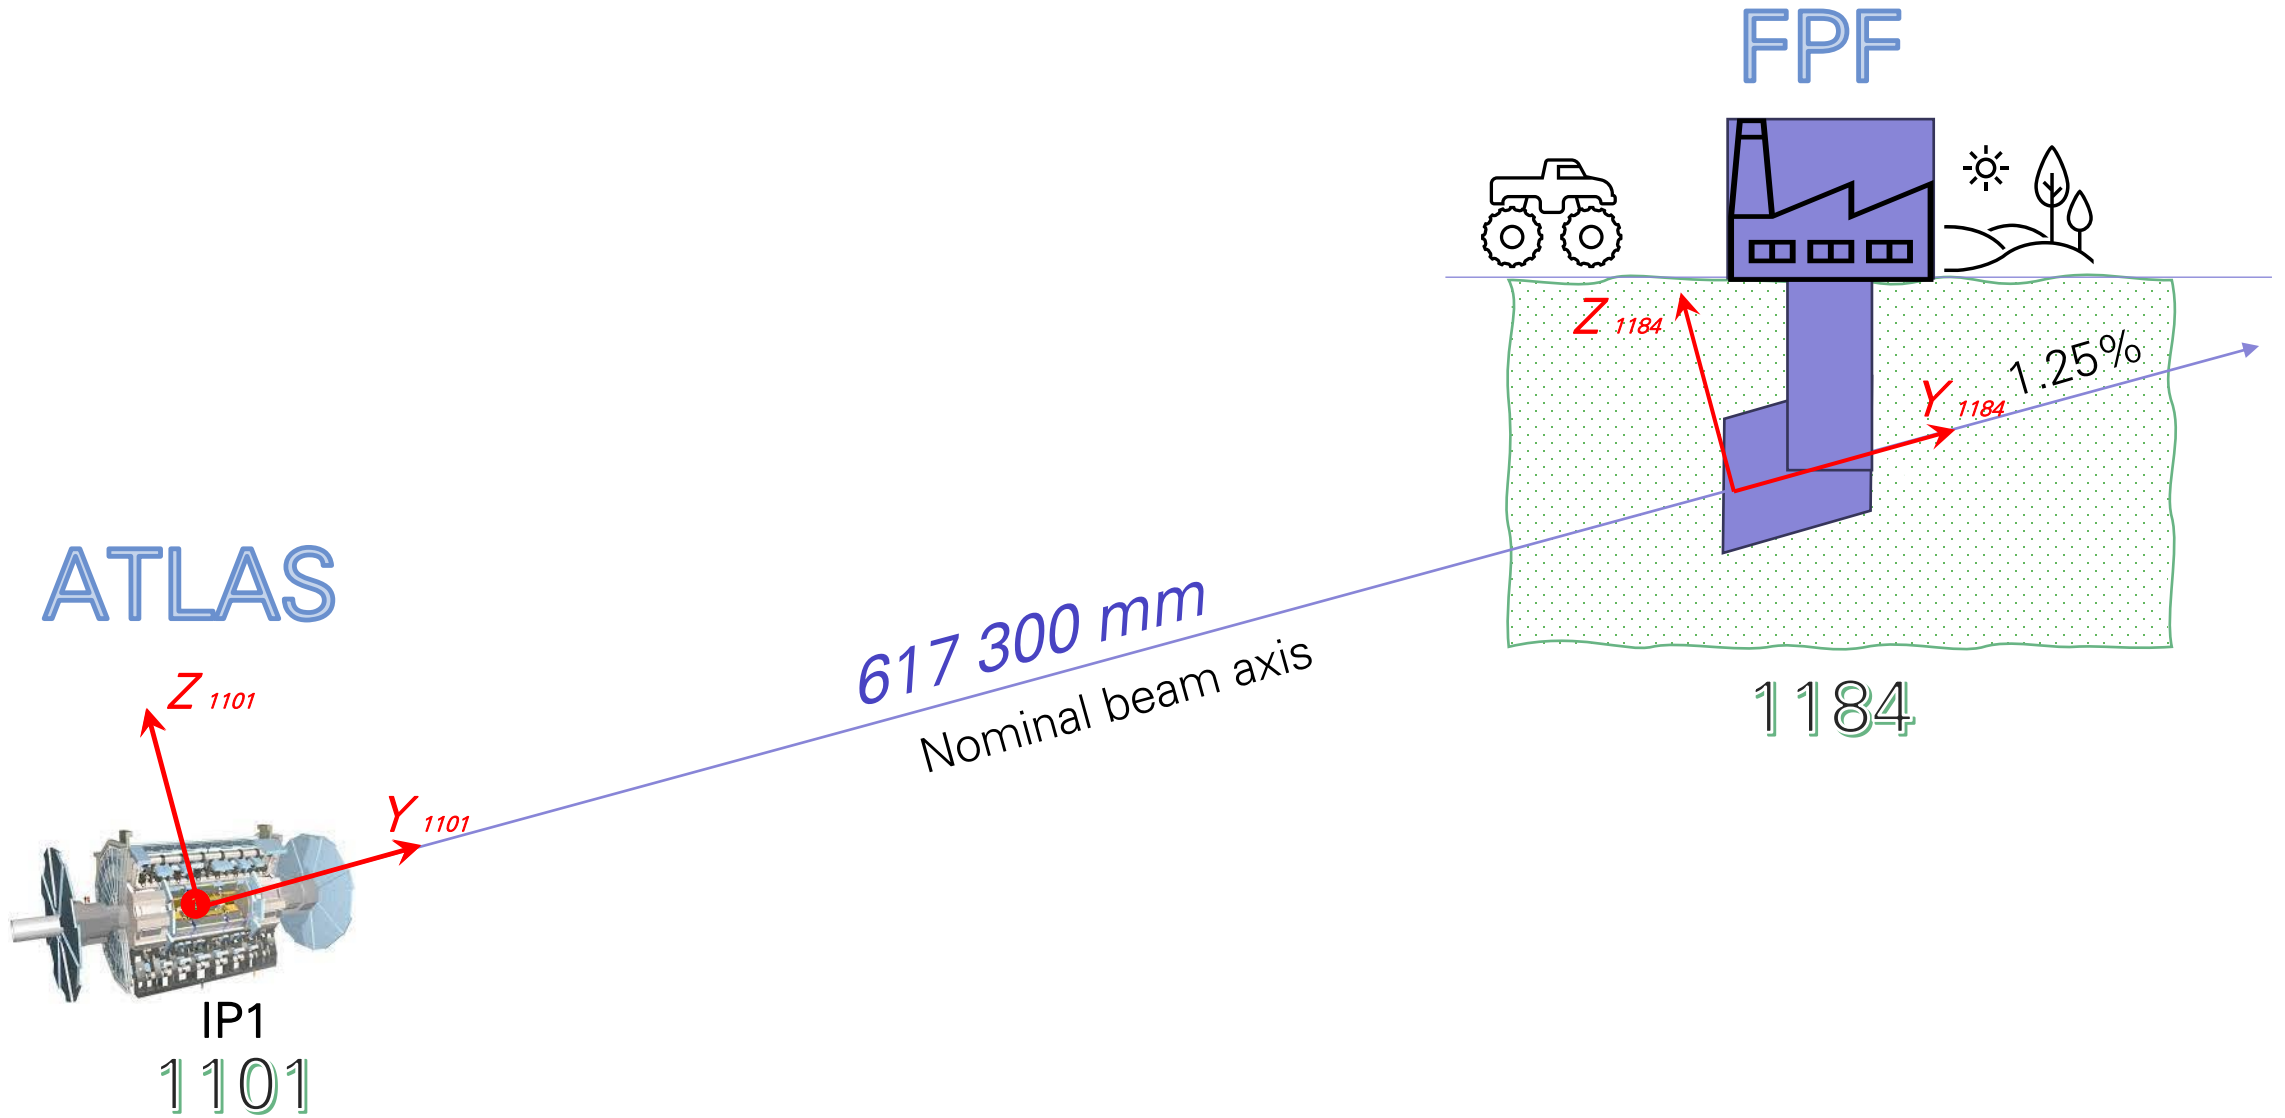 FPF
Z 1184
1.25%
Y 1184
ATLAS
617 300 mm
Nominal beam axis
Z 1101
1184
Y 1101
IP1
1101